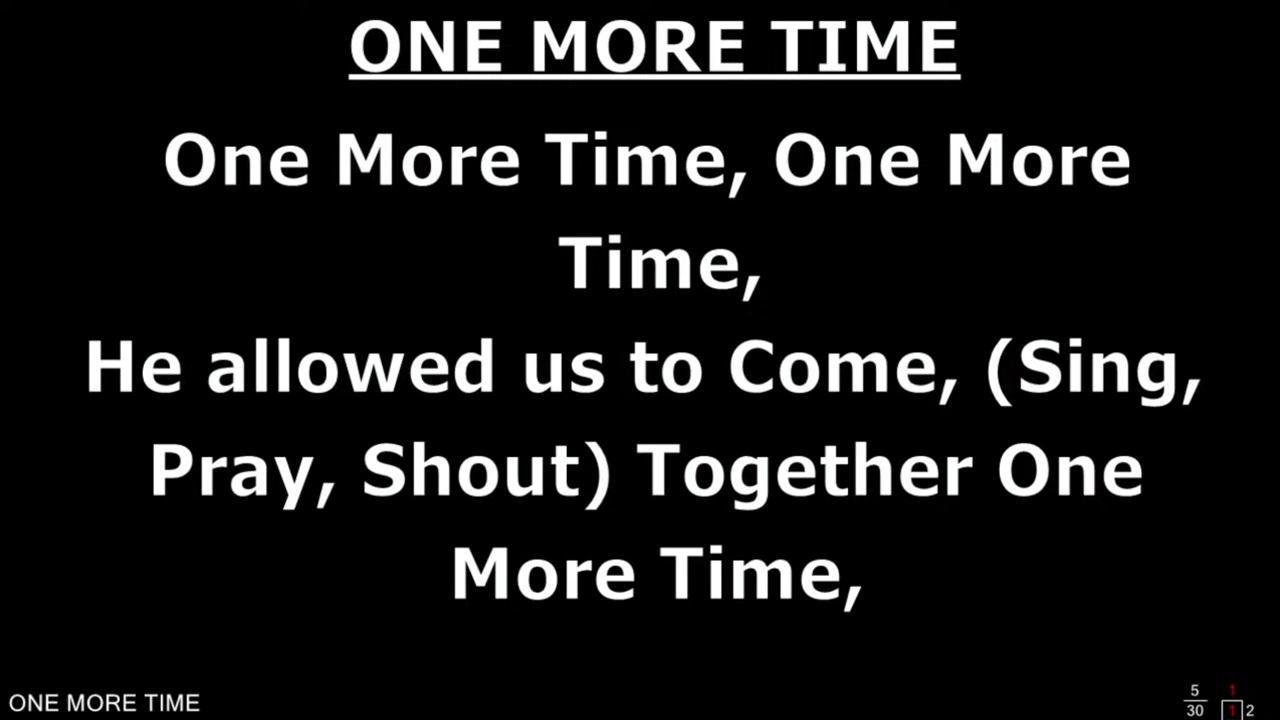 ONE MORE TIME
One More Time, One More
Time,
He allowed us to Come, (Sing,
Pray, Shout) Together One
More Time,
ONE MORE TIME
5
30
1
1 2